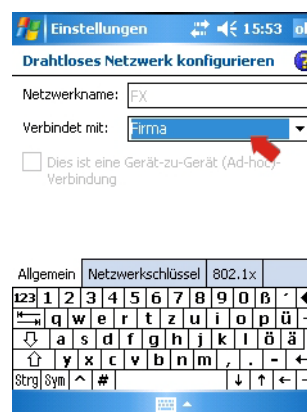 Einstellungen 15:53 ok
Drahtloses Netzwerk konfigurieren ?
Netzwerkname: FX
Verbindet mit: Firma
Dies ist eine Gerät-zu-Gerät (Ad-hoc)-
Verbindung
Allgemein Netzwerkschlüssel 802.1x
123 1 2 3 4 5 6 7 8 9 0 ß ´
q w e r t z u i o p ü
a s d f g h j k l ö ä
y x c v b n m , . -
Strg Sym ^ #